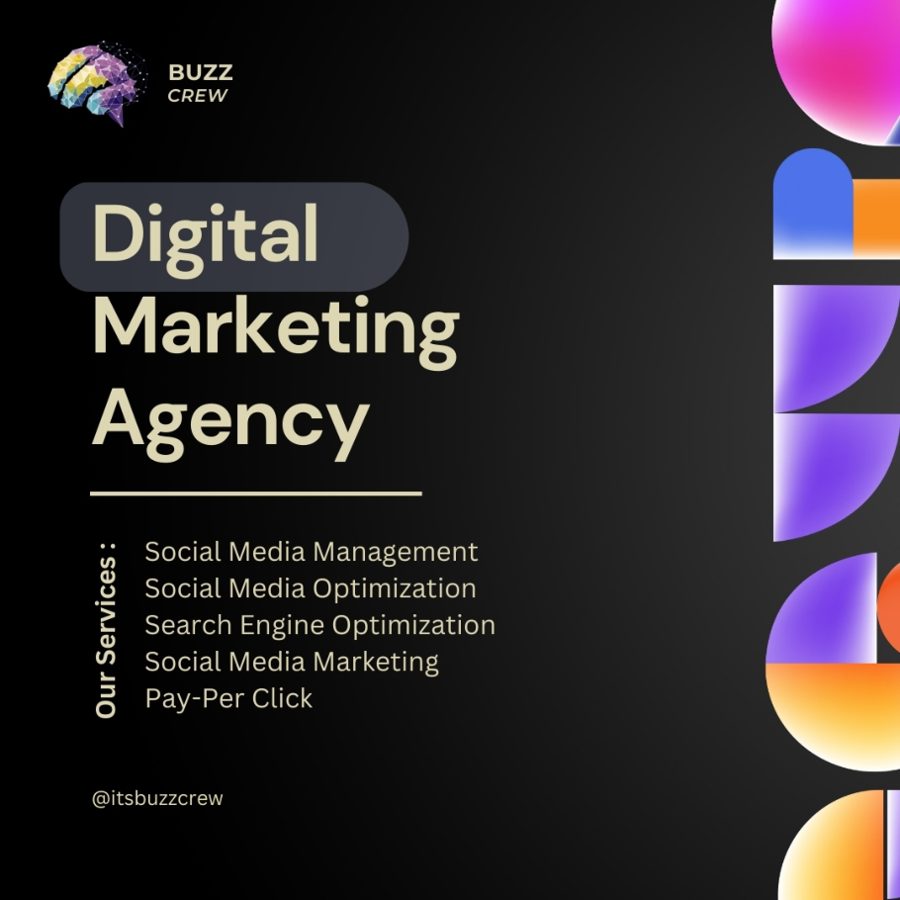 BUZZ
CREW
Digital
Marketing
Agency
Our Services :
Social Media Management
Social Media Optimization
Search Engine Optimization
Social Media Marketing
Pay-Per Click
@itsbuzzcrew